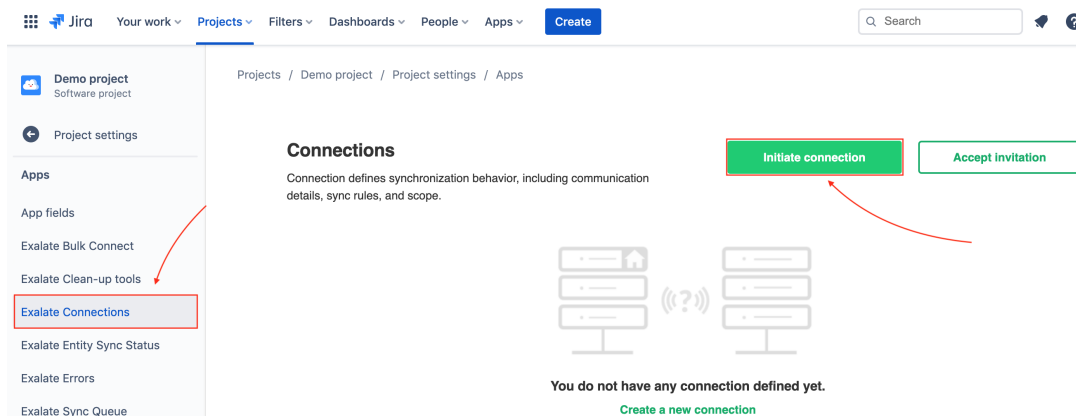 Jira Your work Projects Filters Dashboards People Apps Create Search ?
Demo project
Software project
Projects / Demo project / Project settings / Apps
Project settings
Connections
Initiate connection
Accept invitation
Connection defines synchronization behavior, including communication
details, sync rules, and scope.
Apps
App fields
Exalate Bulk Connect
Exalate Clean-up tools
Exalate Connections
Exalate Entity Sync Status
Exalate Errors
Exalate Sync Queue
((?))
You do not have any connection defined yet.
Create a new connection